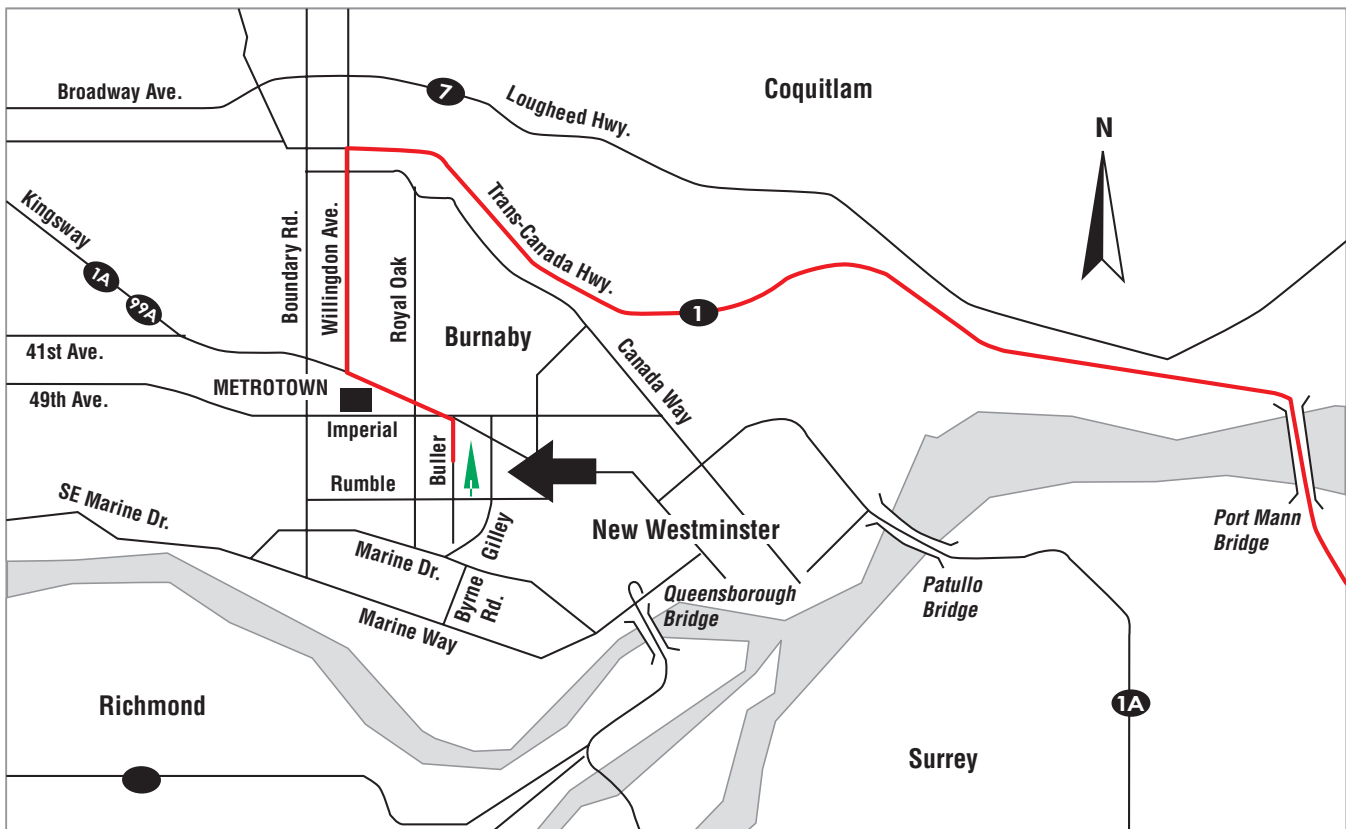 Coquitlam
Broadway Ave.
7
Lougheed Hwy.
N
Kingsway
1A
99A
Boundary Rd.
Willingdon Ave.
Royal Oak
Trans-Canada Hwy.
1
41st Ave.
Burnaby
Canada Way
METROTOWN
49th Ave.
Imperial
Buller
Rumble
SE Marine Dr.
Gilley
New Westminster
Port Mann
Bridge
Marine Dr.
Byrne
Rd.
Queensborough
Bridge
Patullo
Bridge
Marine Way
Richmond
1A
Surrey